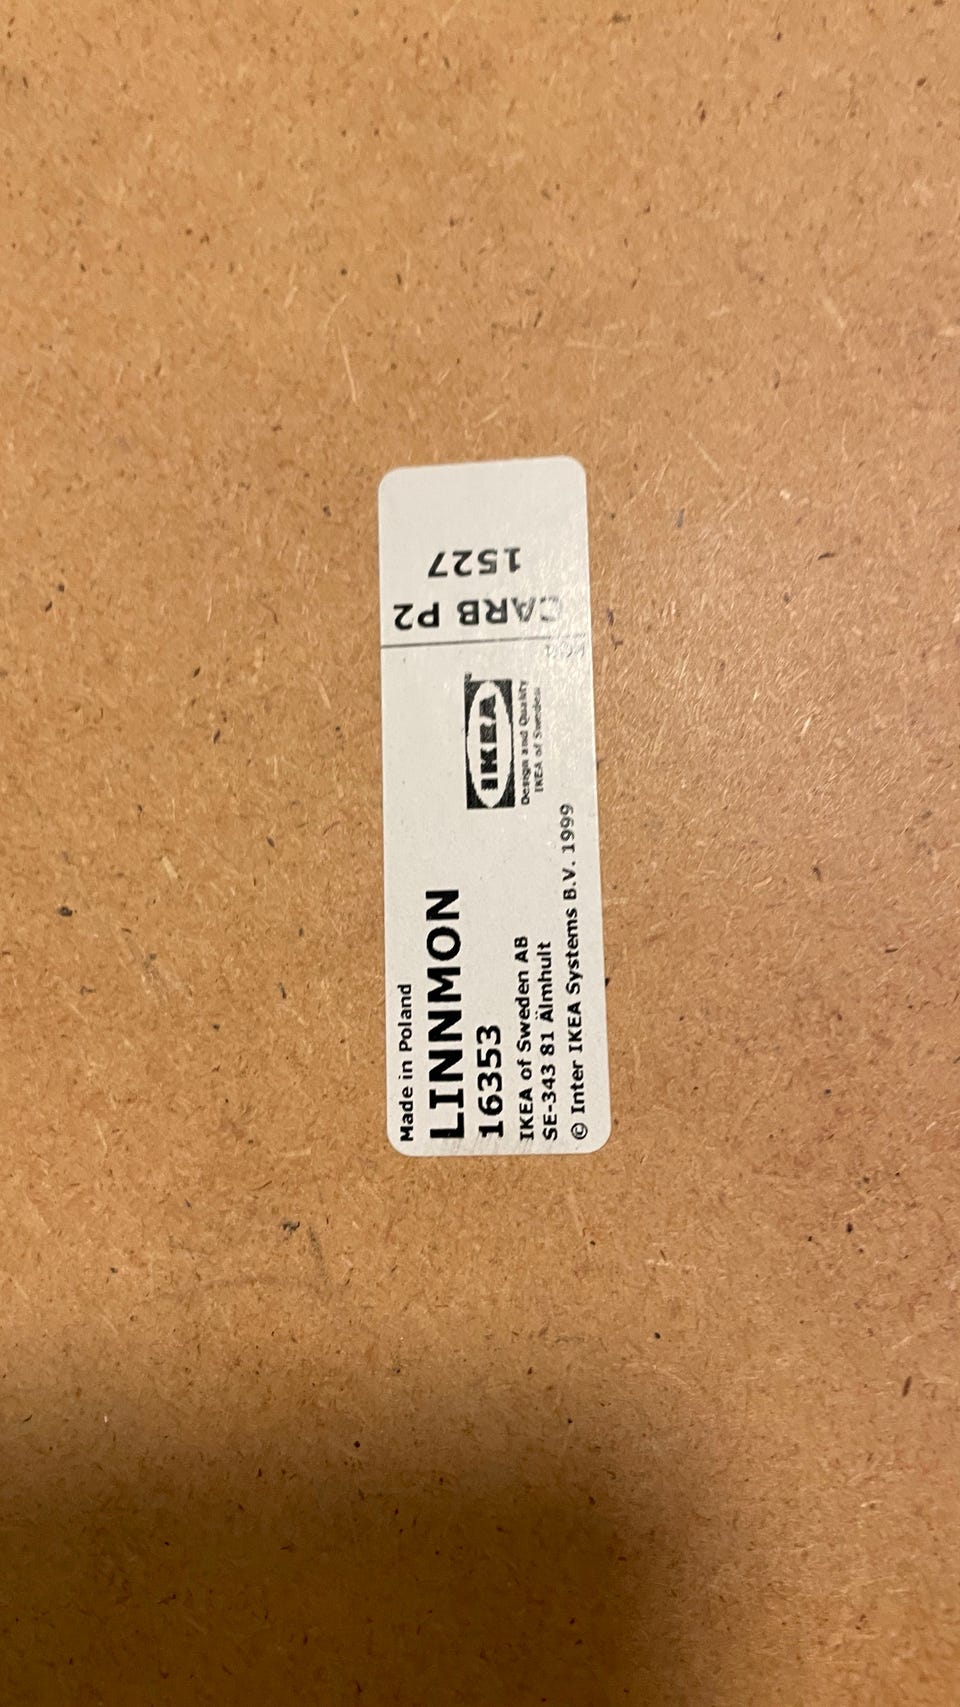 Made in Poland
LINNMON
16353
IKEA of Sweden AB
SE-343 81 Älmhult
© Inter IKEA Systems B.V. 1999
IKEA
Design and Quality
IKEA of Sweden
CARB P2
1527